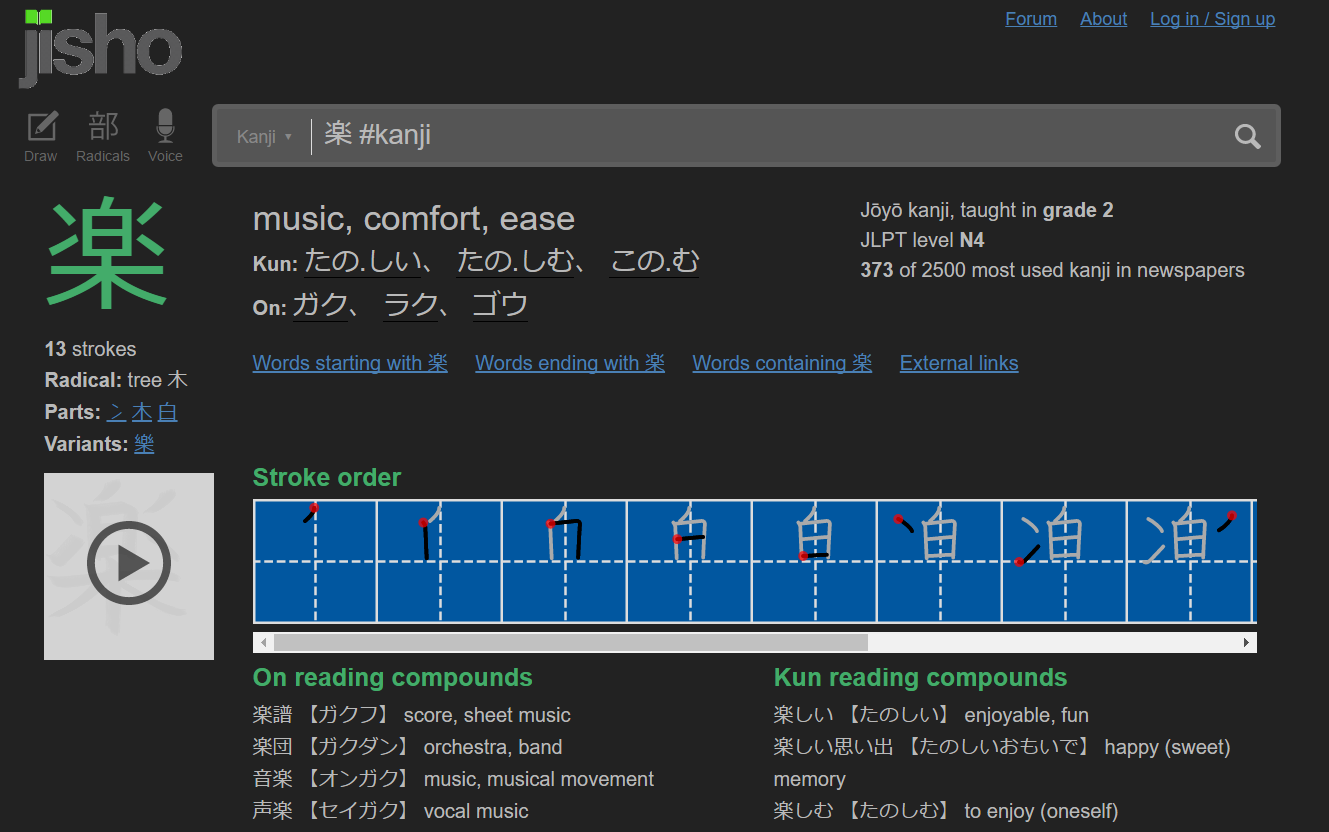 jisho
Forum About Log in / Sign up
Draw 部 Radicals Voice
Kanji ▾ 楽 #kanji
楽
13 strokes
Radical: tree 木
Parts: ⺀ 木 白
Variants: 樂
楽
music, comfort, ease
Kun: たの.しい、 たの.しむ、 この.む
On: ガク、 ラク、 ゴウ
Jōyō kanji, taught in grade 2
JLPT level N4
373 of 2500 most used kanji in newspapers
Words starting with 楽 Words ending with 楽 Words containing 楽 External links
Stroke order
On reading compounds
楽譜 【ガクフ】 score, sheet music
楽団 【ガクダン】 orchestra, band
音楽 【オンガク】 music, musical movement
声楽 【セイガク】 vocal music
Kun reading compounds
楽しい 【たのしい】 enjoyable, fun
楽しい思い出 【たのしいおもいで】 happy (sweet)
memory
楽しむ 【たのしむ】 to enjoy (oneself)